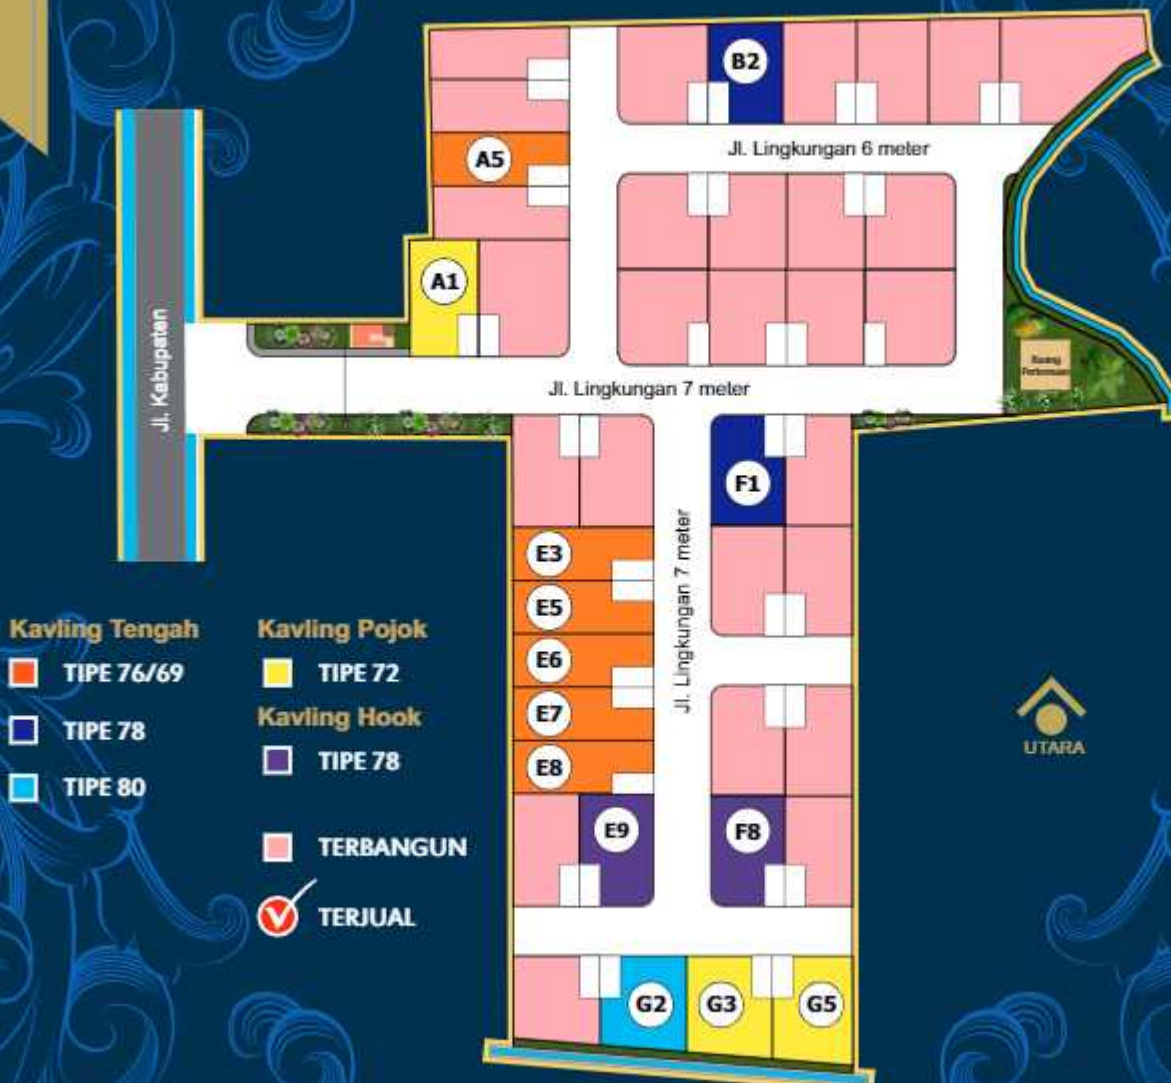 B2
Jl. Lingkungan 6 meter
A5
A1
Jl. Kabupaten
Ruang
Pertemuan
Jl. Lingkungan 7 meter
F1
Jl. Lingkungan 7 meter
E3
E5
E6
E7
E8
E9
F8
G2
G3
G5
Kavling Tengah
TIPE 76/69
TIPE 78
TIPE 80
Kavling Pojok
TIPE 72
Kavling Hook
TIPE 78
TERBANGUN
TERJUAL
UTARA